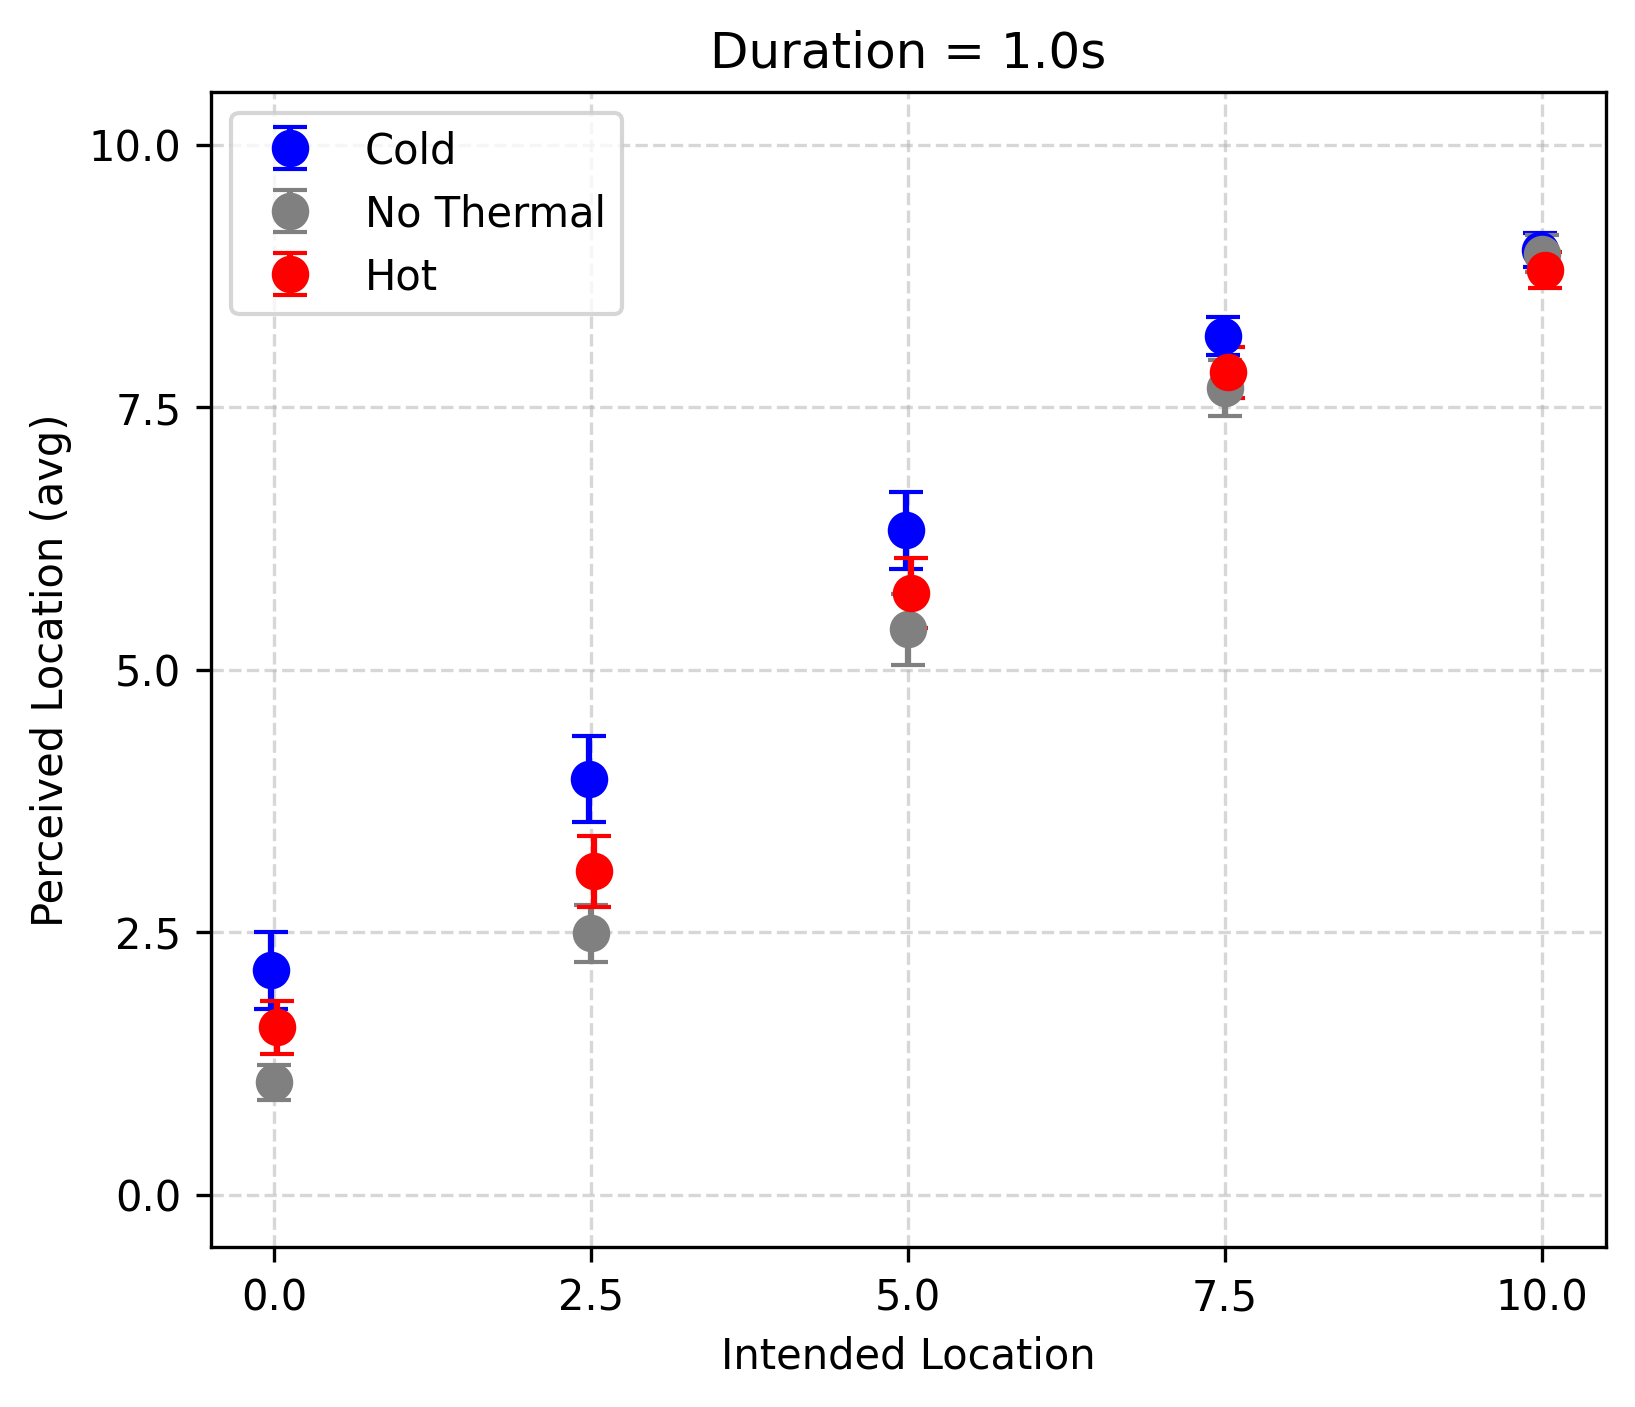 Duration = 1.0s
Cold
No Thermal
Hot
10.0
7.5
5.0
2.5
0.0
Perceived Location (avg)
0.0 2.5 5.0 7.5 10.0
Intended Location